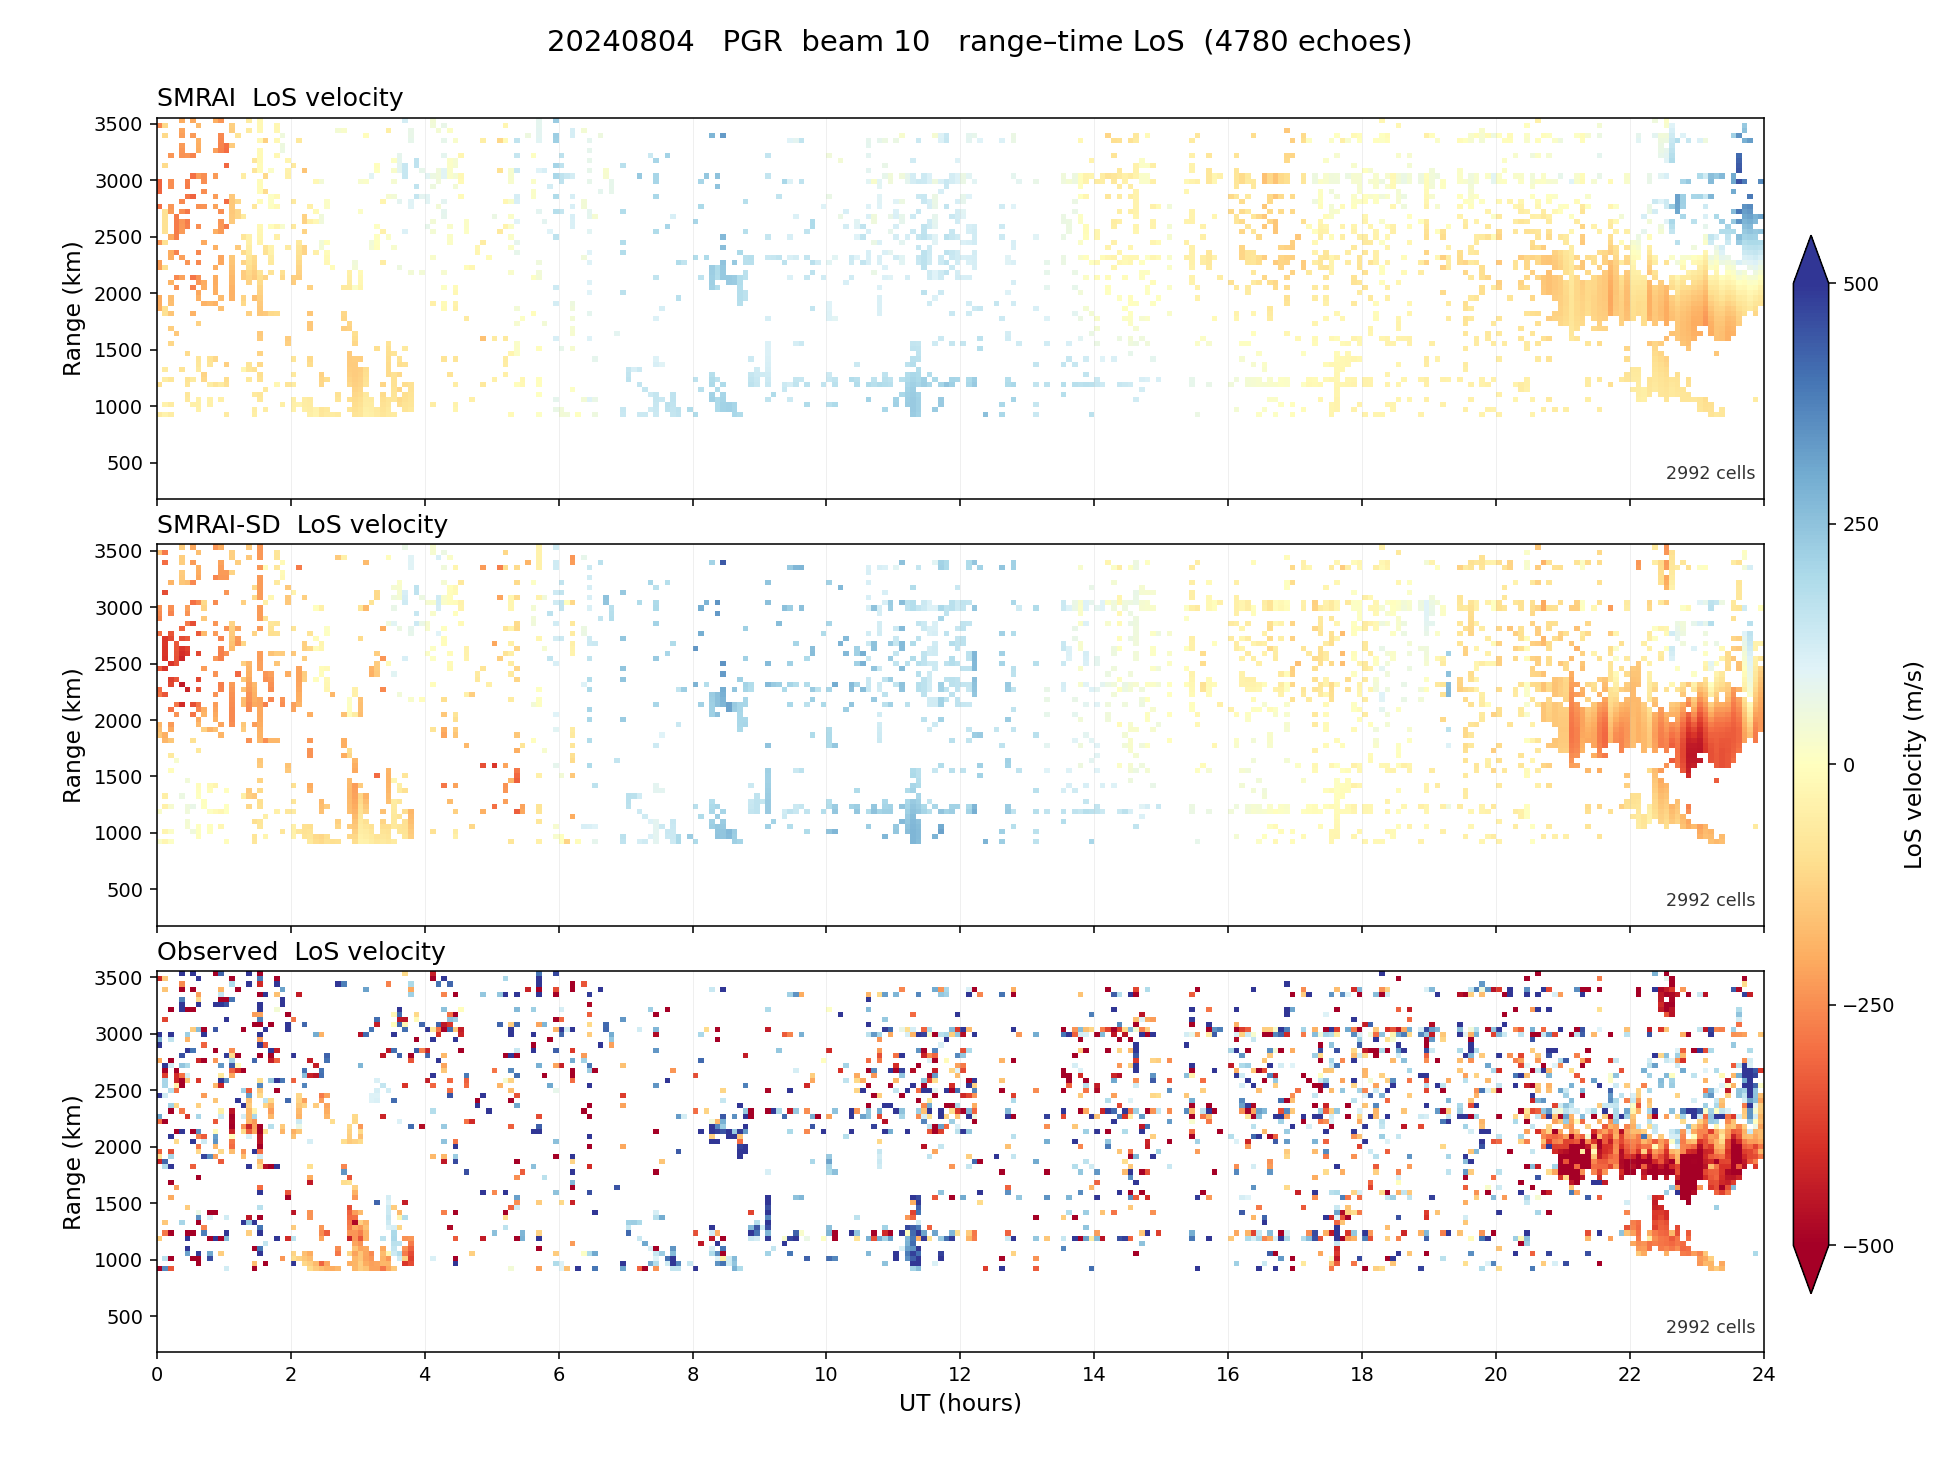 20240804   PGR  beam 10   range–time LoS  (4780 echoes)
SMRAI  LoS velocity
3500
3000
2500
2000
1500
1000
500
Range (km)
2992 cells
SMRAI-SD  LoS velocity
3500
3000
2500
2000
1500
1000
500
Range (km)
2992 cells
Observed  LoS velocity
3500
3000
2500
2000
1500
1000
500
Range (km)
2992 cells
0 2 4 6 8 10 12 14 16 18 20 22 24
UT (hours)
500
250
0
−250
−500
LoS velocity (m/s)